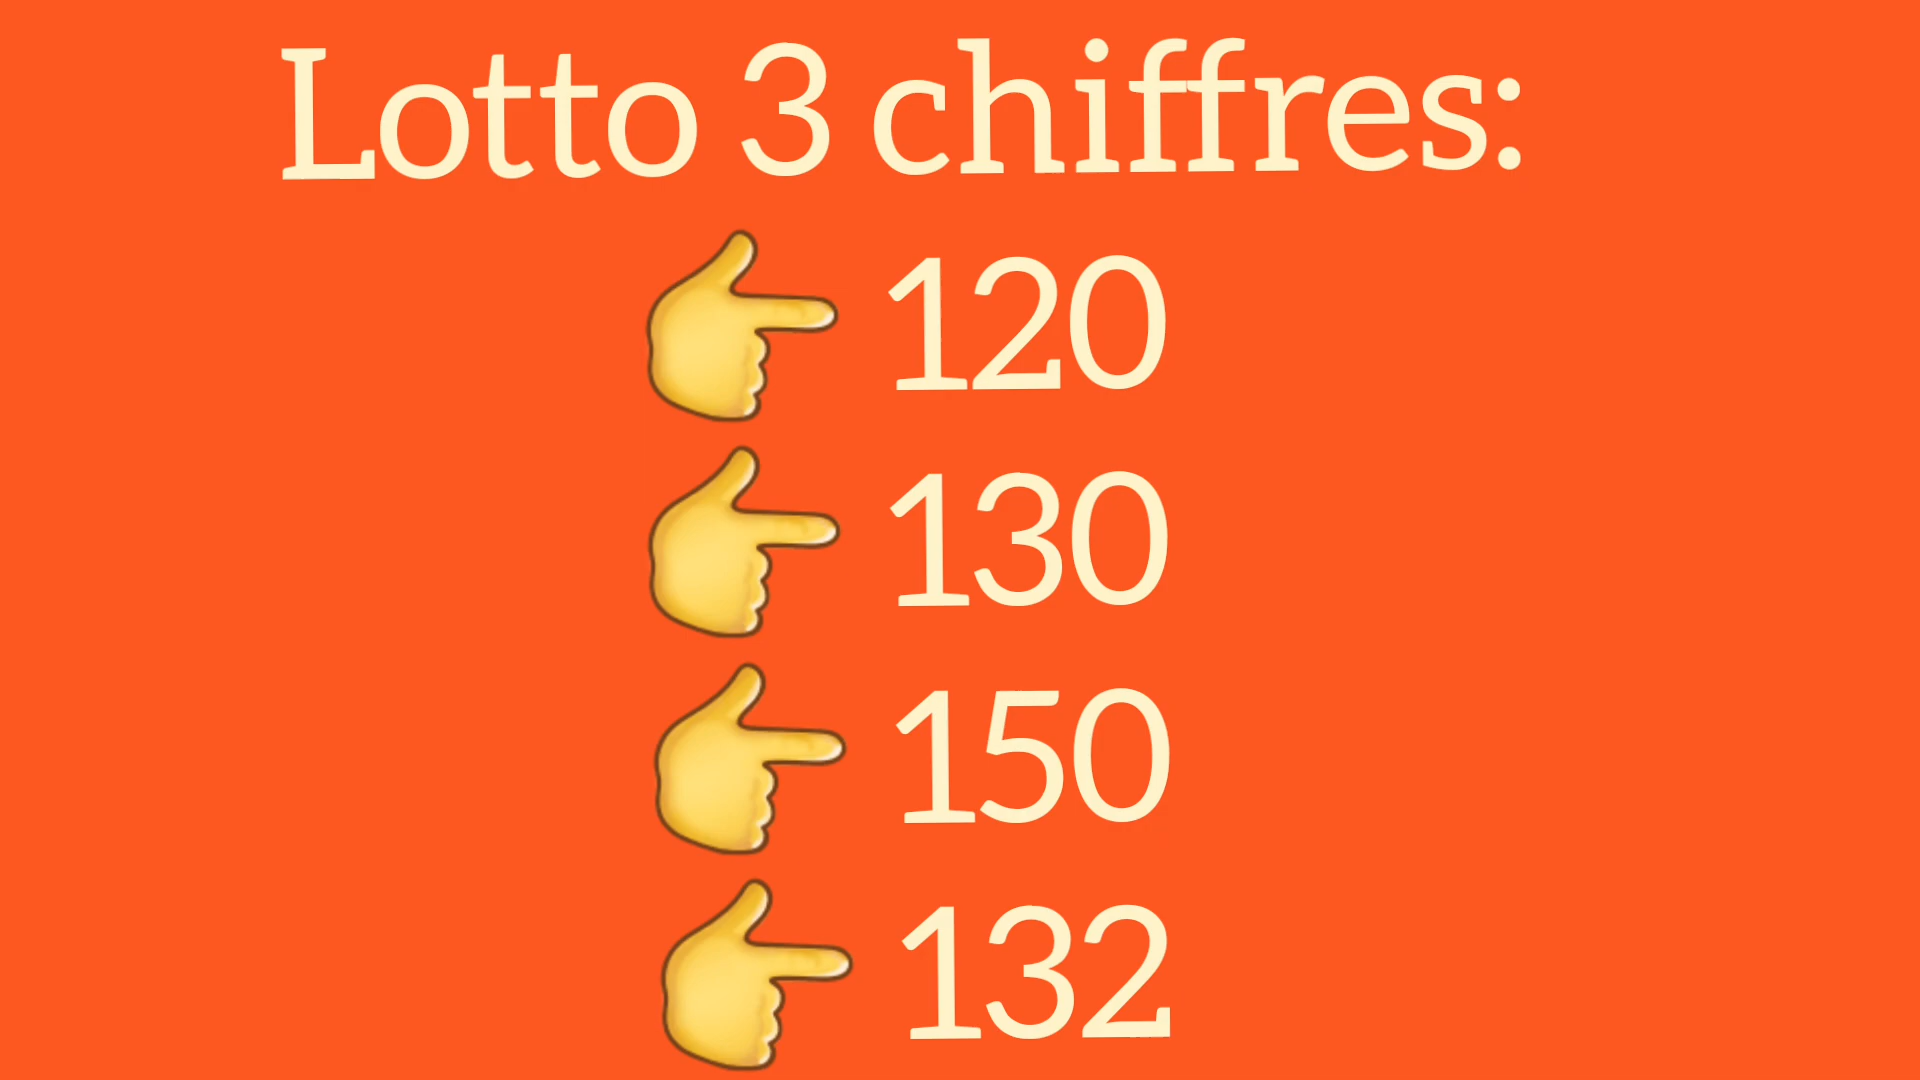 Lotto 3 chiffres:
👉 120
👉 130
👉 150
👉 132